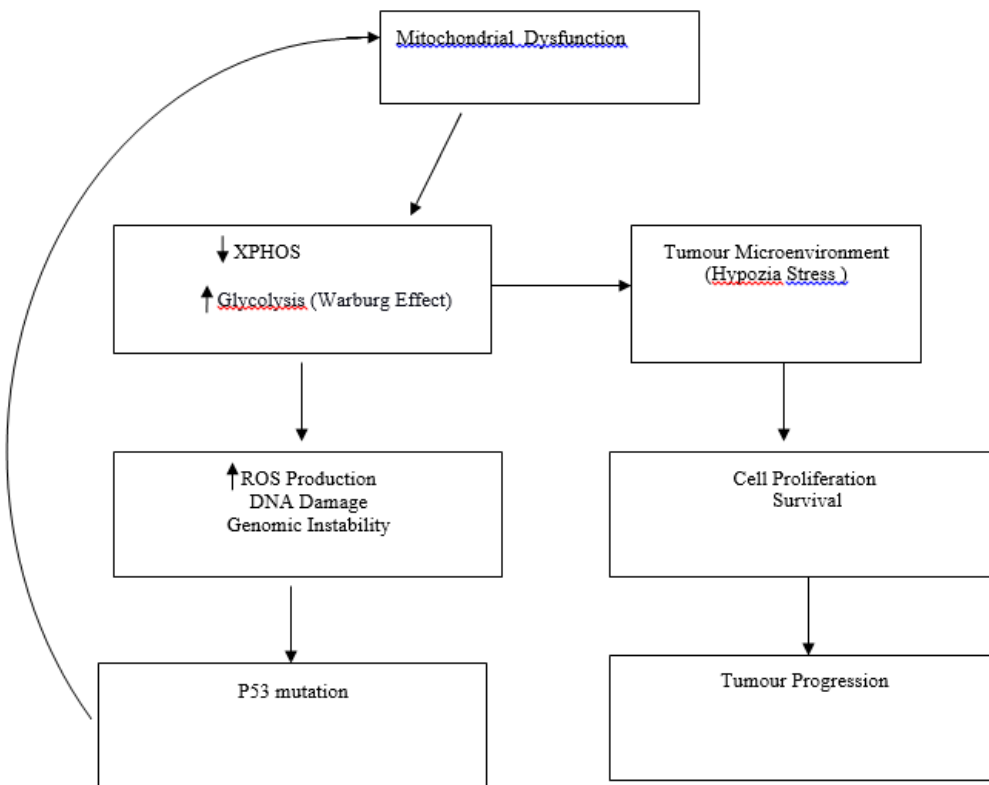 Mitochondrial Dysfunction
↓ XPHOS
↑ Glycolysis (Warburg Effect)
Tumour Microenvironment
(Hypozia Stress )
↑ ROS Production
DNA Damage
Genomic Instability
Cell Proliferation
Survival
P53 mutation
Tumour Progression